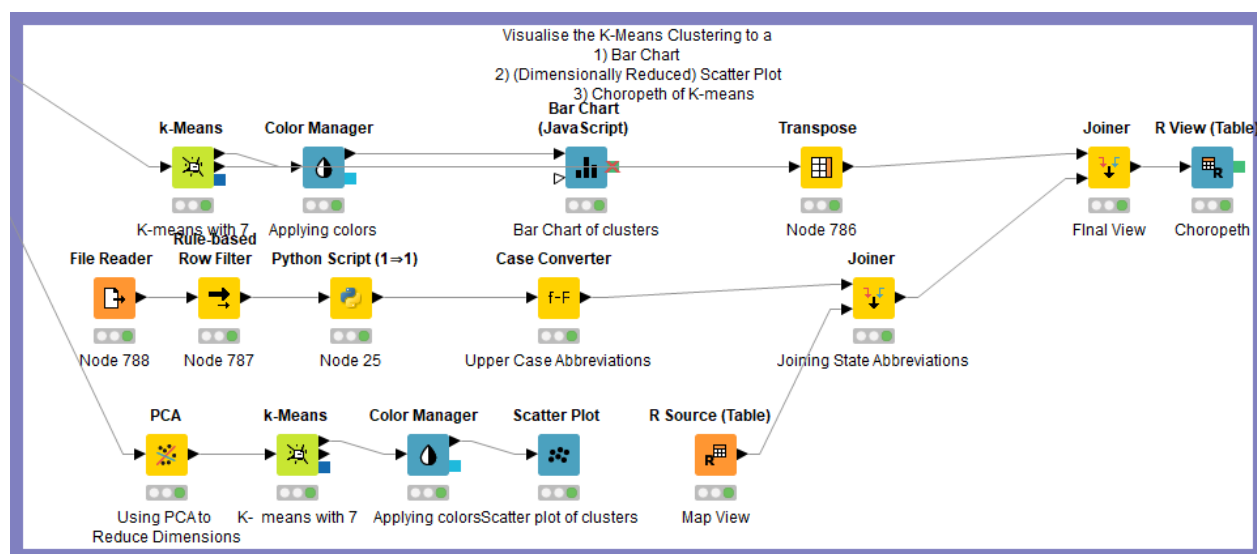 Visualise the K-Means Clustering to a
1) Bar Chart
2) (Dimensionally Reduced) Scatter Plot
3) Choropeth of K-means
k-Means
Color Manager
Bar Chart
(JavaScript)
Transpose
Joiner
R View (Table)
K-means with 7
Applying colors
Bar Chart of clusters
Node 786
FInal View
Choropeth
File Reader
Rule-based
Row Filter
Python Script (1⇒1)
Case Converter
Joiner
f-F
Node 788
Node 787
Node 25
Upper Case Abbreviations
Joining State Abbreviations
PCA
k-Means
Color Manager
Scatter Plot
R Source (Table)
Using PCA to
Reduce Dimensions
K- means with 7
Applying colors
Scatter plot of clusters
Map View